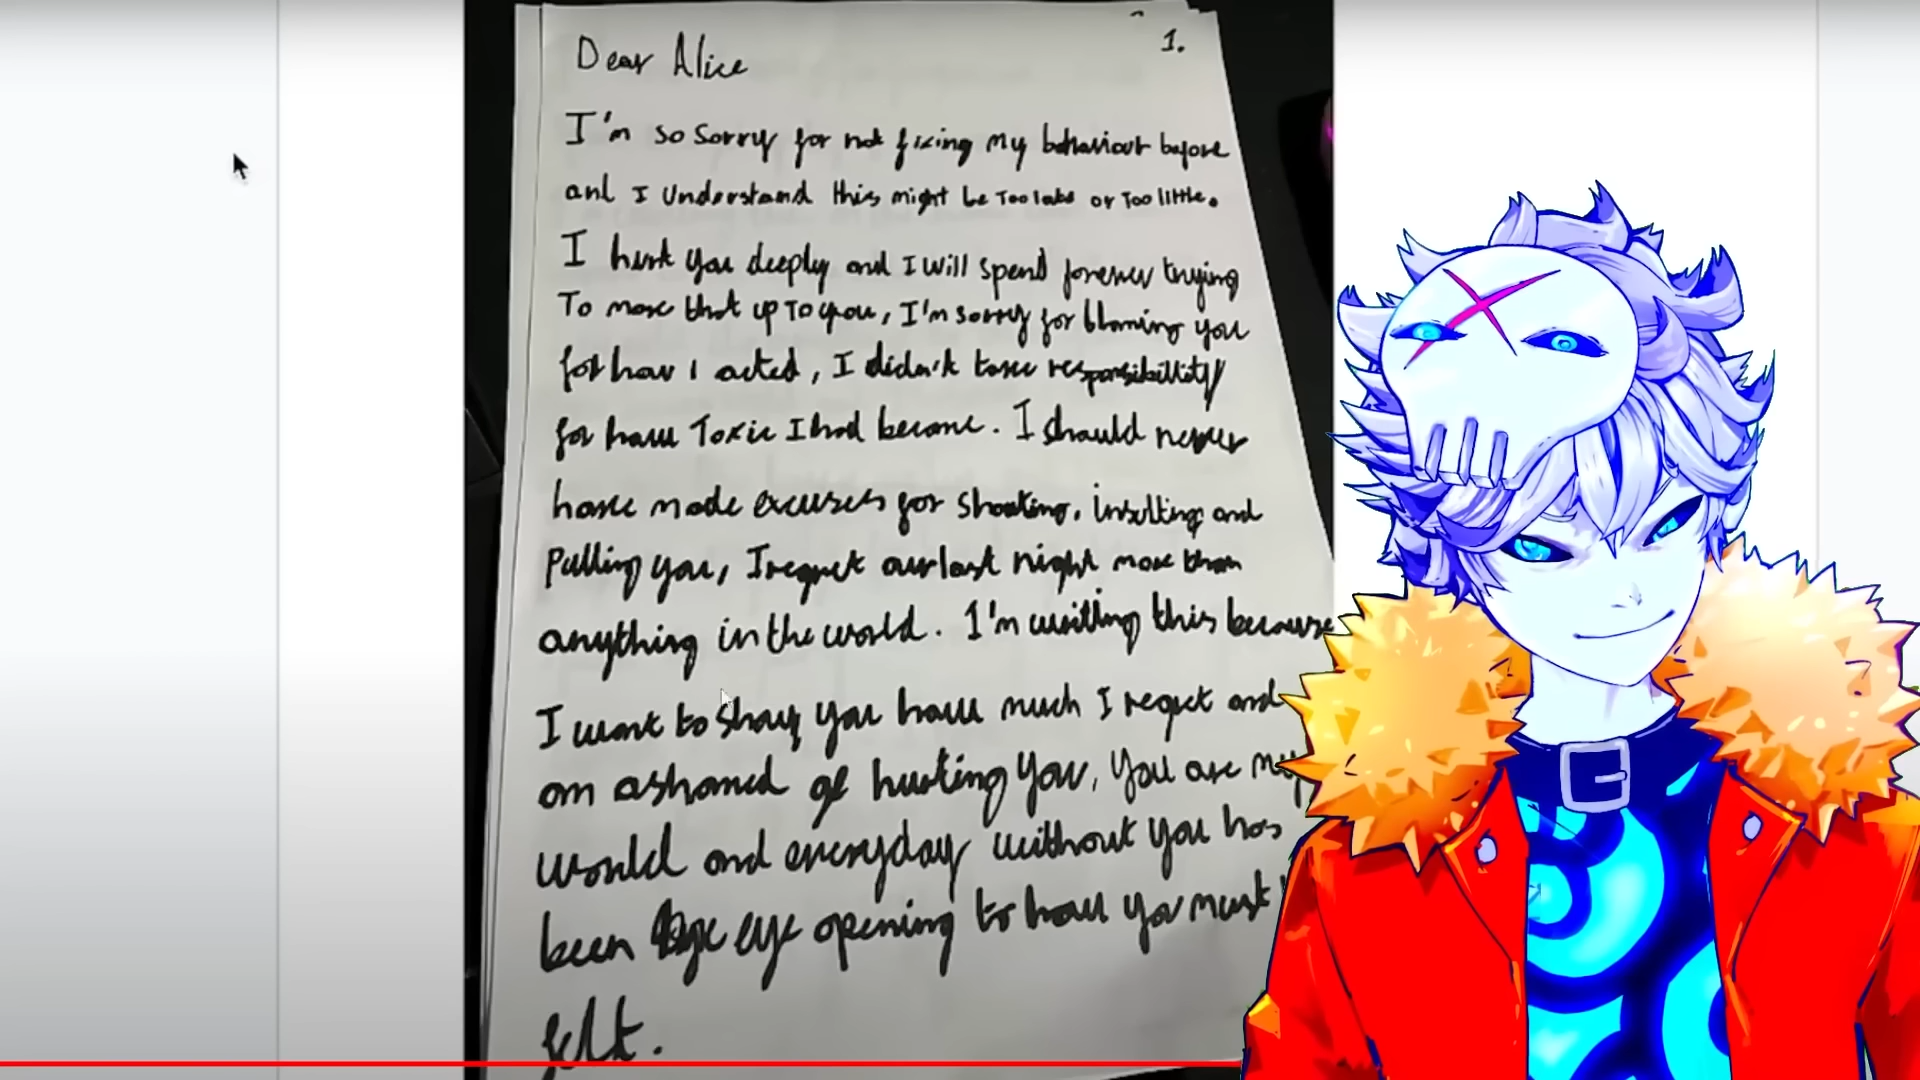 1.
Dear Alice
I'm so sorry for not fixing my behaviour before
and I understand this might be Too late or Too little.
I hurt you deeply and I will spend forever trying
To make that up To you, I'm sorry for blaming you
for how I acted, I didn't take responsibillity
for how Toxic I had become. I should never
have made excuses for shouting, insulting and
Pulling you, I regret our last night more than
anything in the world. I'm writing this because
I want to show you how much I regret and
am ashamed of hurting you, you are my
world and everyday without you has
been eye opening to how you must
felt.